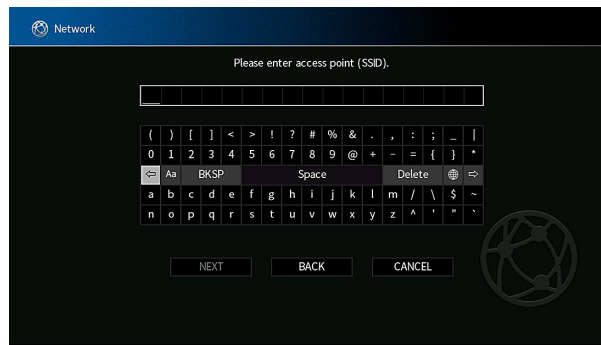 Network
Please enter access point (SSID).
( ) [ ] < > ! ? # % & . , : ; _ |
0 1 2 3 4 5 6 7 8 9 @ + - = { } *
⇦ Aa BKSP Space Delete ⇨
a b c d e f g h i j k l m / \ $ ~
n o p q r s t u v w x y z ^ ' " `
NEXT BACK CANCEL